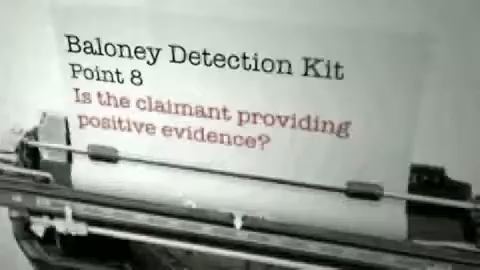 Baloney Detection Kit
Point 8
Is the claimant providing
positive evidence?